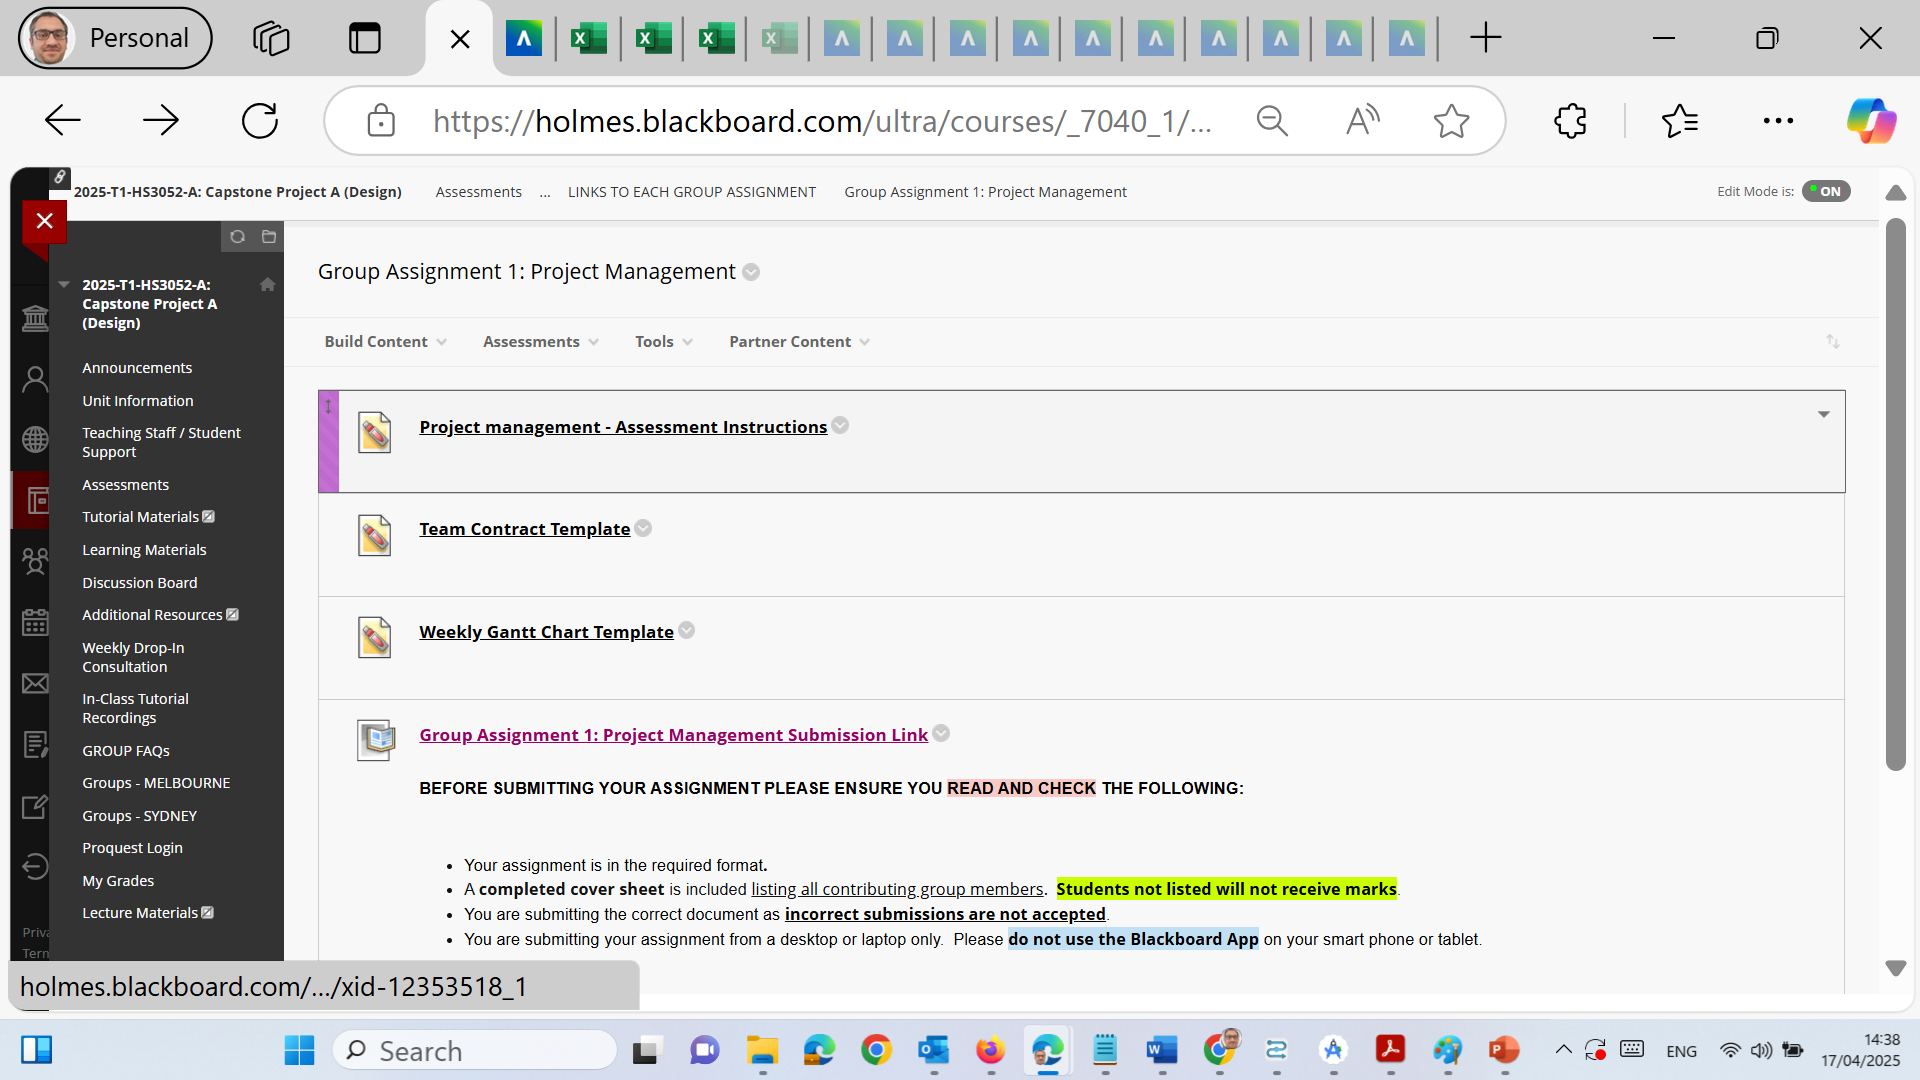 Personal
https://holmes.blackboard.com/ultra/courses/_7040_1/...
2025-T1-HS3052-A: Capstone Project A (Design) Assessments ... LINKS TO EACH GROUP ASSIGNMENT Group Assignment 1: Project Management Edit Mode is: ON
2025-T1-HS3052-A:
Capstone Project A
(Design)
Announcements
Unit Information
Teaching Staff / Student
Support
Assessments
Tutorial Materials
Learning Materials
Discussion Board
Additional Resources
Weekly Drop-In
Consultation
In-Class Tutorial
Recordings
GROUP FAQs
Groups - MELBOURNE
Groups - SYDNEY
Proquest Login
My Grades
Lecture Materials
Group Assignment 1: Project Management
Build Content Assessments Tools Partner Content
Project management - Assessment Instructions
Team Contract Template
Weekly Gantt Chart Template
Group Assignment 1: Project Management Submission Link
BEFORE SUBMITTING YOUR ASSIGNMENT PLEASE ENSURE YOU READ AND CHECK THE FOLLOWING:
• Your assignment is in the required format.
• A completed cover sheet is included listing all contributing group members. Students not listed will not receive marks.
• You are submitting the correct document as incorrect submissions are not accepted.
• You are submitting your assignment from a desktop or laptop only. Please do not use the Blackboard App on your smart phone or tablet.
holmes.blackboard.com/.../xid-12353518_1
Search
ENG
14:38
17/04/2025